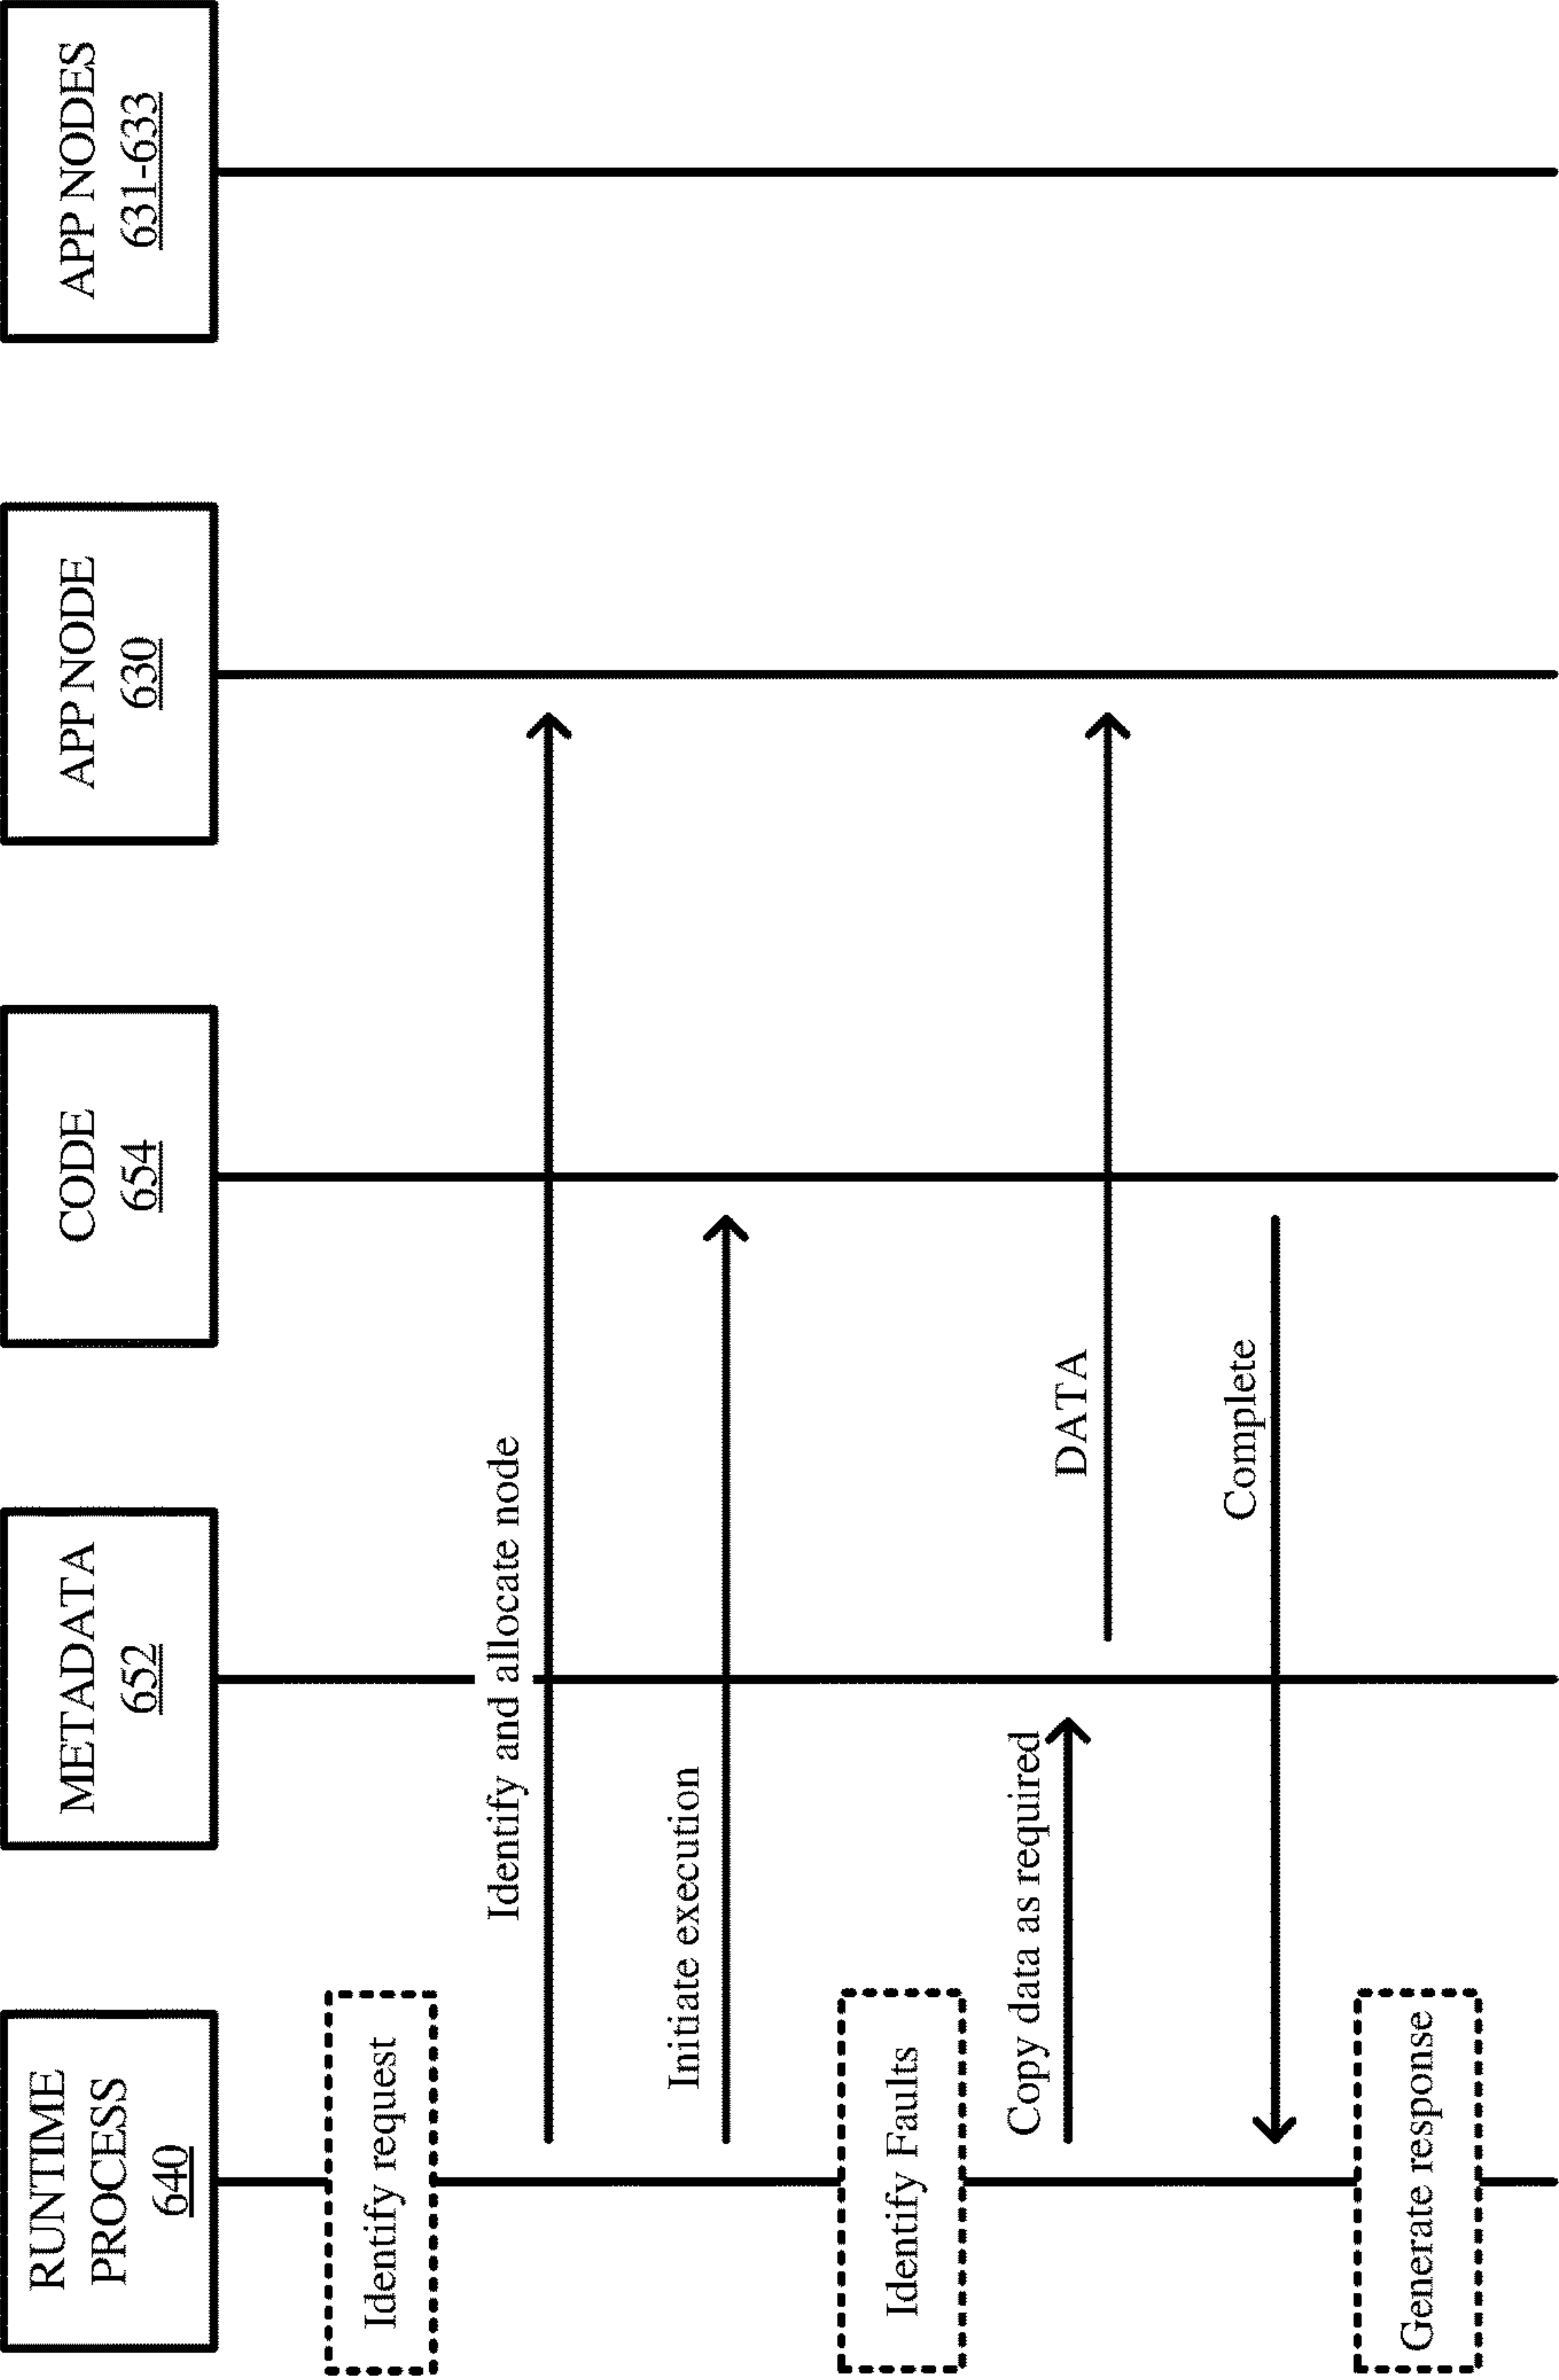 RUNTIME
PROCESS
640
METADATA
652
CODE
654
APP NODE
630
APP NODES
631-633
Identify request
Identify and allocate node
Initiate execution
Identify Faults
Copy data as required
DATA
Complete
Generate response